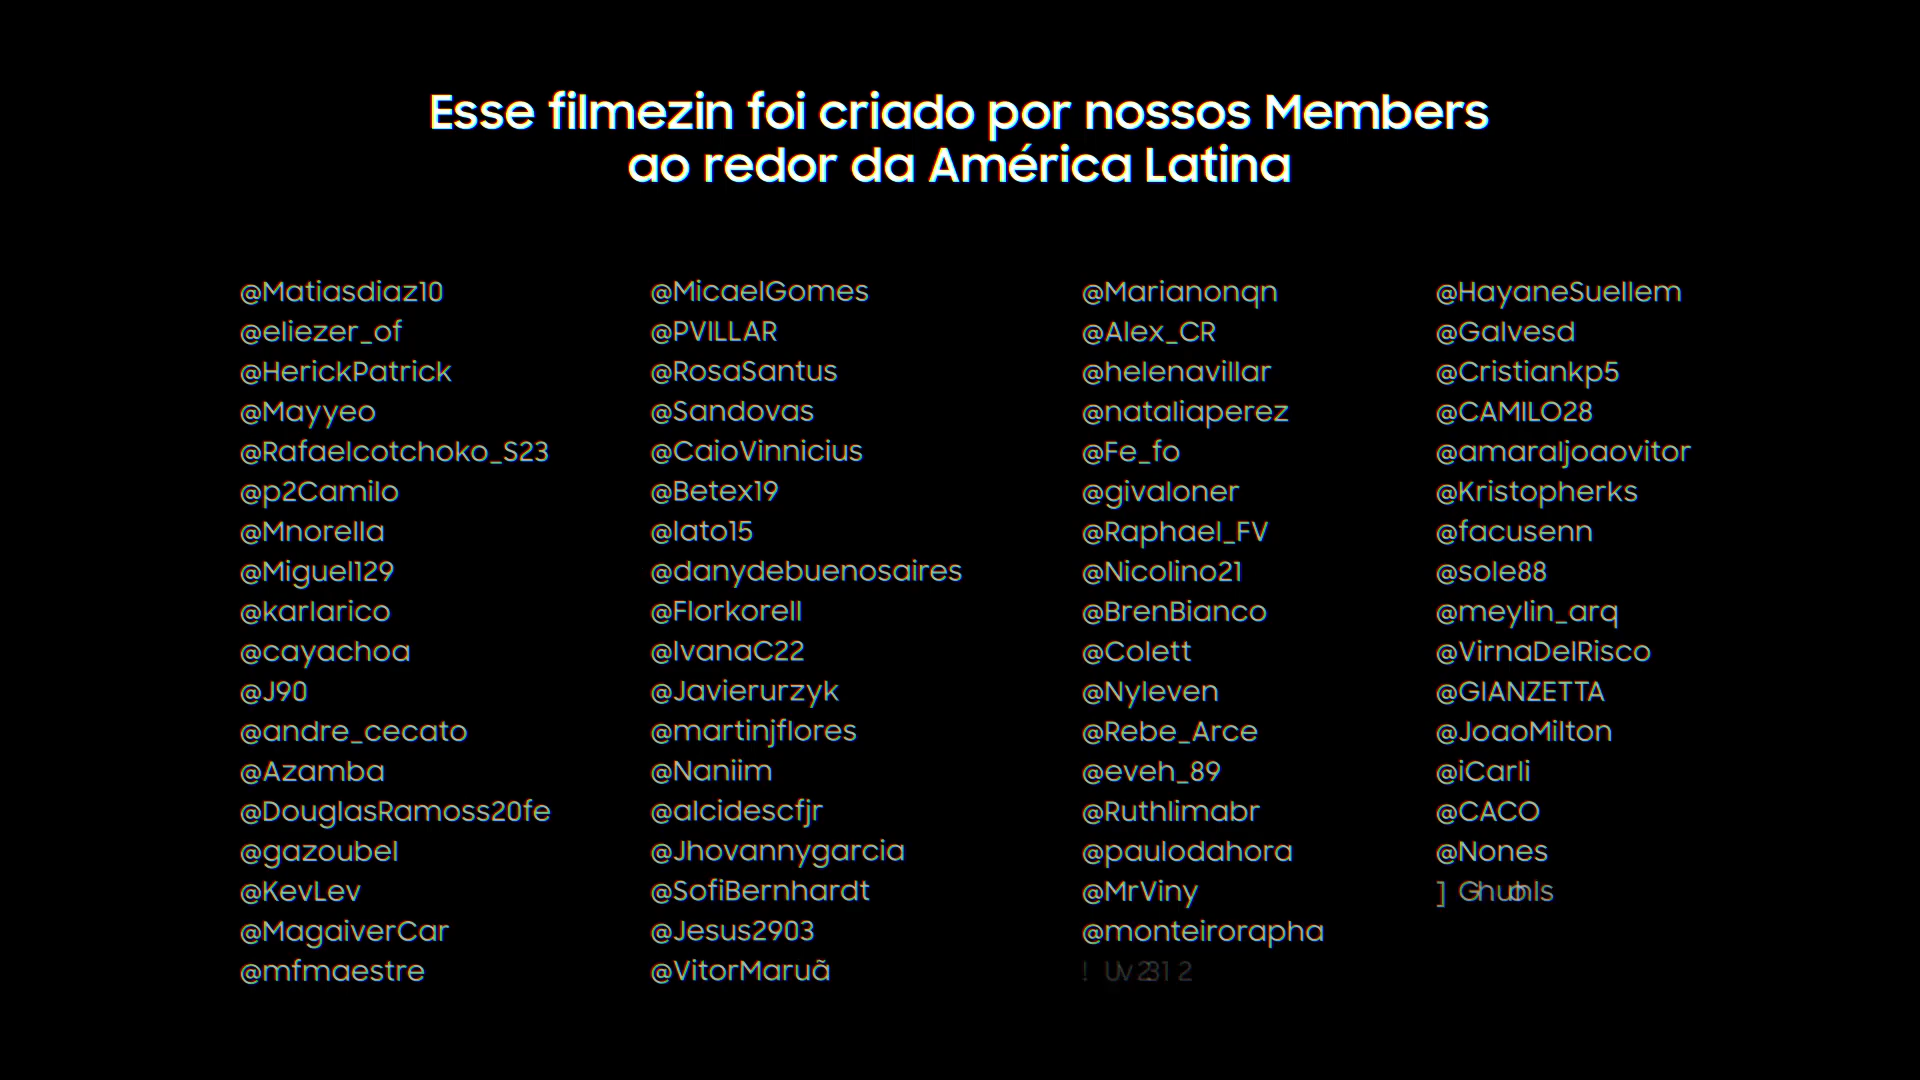 Esse filmezin foi criado por nossos Members
ao redor da América Latina
@Matiasdiaz10
@eliezer_of
@HerickPatrick
@Mayyeo
@Rafaelcotchoko_S23
@p2Camilo
@Mnorella
@Miguel129
@karlarico
@cayachoa
@J90
@andre_cecato
@Azamba
@DouglasRamoss20fe
@gazoubel
@KevLev
@MagaiverCar
@mfmaestre
@MicaelGomes
@PVILLAR
@RosaSantus
@Sandovas
@CaioVinnicius
@Betex19
@lato15
@danydebuenosaires
@Florkorell
@IvanaC22
@Javierurzyk
@martinjflores
@Naniim
@alcidescfjr
@Jhovannygarcia
@SofiBernhardt
@Jesus2903
@VitorMaruã
@Marianonqn
@Alex_CR
@helenavillar
@nataliaperez
@Fe_fo
@givaloner
@Raphael_FV
@Nicolino21
@BrenBianco
@Colett
@Nyleven
@Rebe_Arce
@eveh_89
@Ruthlimabr
@paulodahora
@MrViny
@monteirorapha
@HayaneSuellem
@Galvesd
@Cristiankp5
@CAMILO28
@amaraljoaovitor
@Kristopherks
@facusenn
@sole88
@meylin_arq
@VirnaDelRisco
@GIANZETTA
@JoaoMilton
@iCarli
@CACO
@Nones